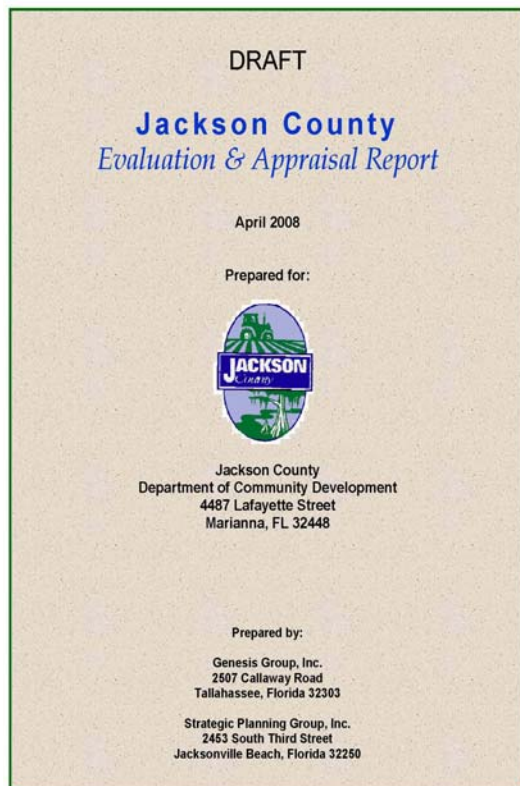 DRAFT
Jackson County
Evaluation & Appraisal Report
April 2008
Prepared for:
JACKSON
County
Jackson County
Department of Community Development
4487 Lafayette Street
Marianna, FL 32448
Prepared by:
Genesis Group, Inc.
2507 Callaway Road
Tallahassee, Florida 32303
Strategic Planning Group, Inc.
2453 South Third Street
Jacksonville Beach, Florida 32250